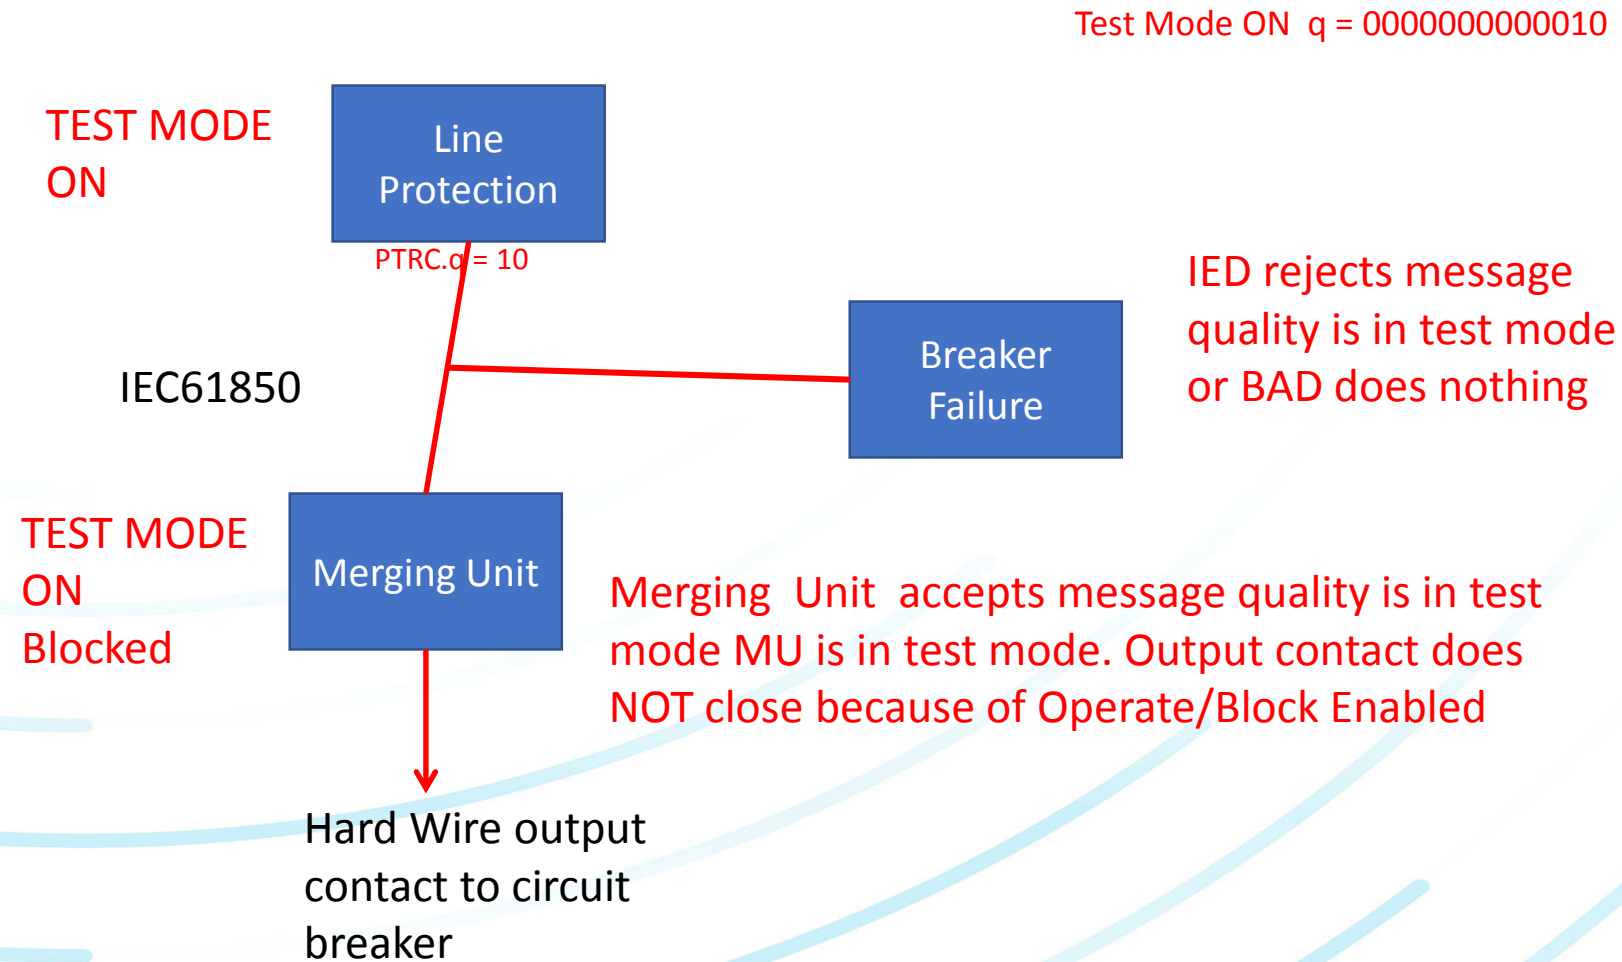 Test Mode ON  q = 0000000000010
TEST MODE
ON
Line
Protection
PTRC.q = 10
IED rejects message
quality is in test mode
or BAD does nothing
Breaker
Failure
IEC61850
TEST MODE
ON
Blocked
Merging Unit
Merging  Unit  accepts message quality is in test
mode MU is in test mode. Output contact does
NOT close because of Operate/Block Enabled
Hard Wire output
contact to circuit
breaker